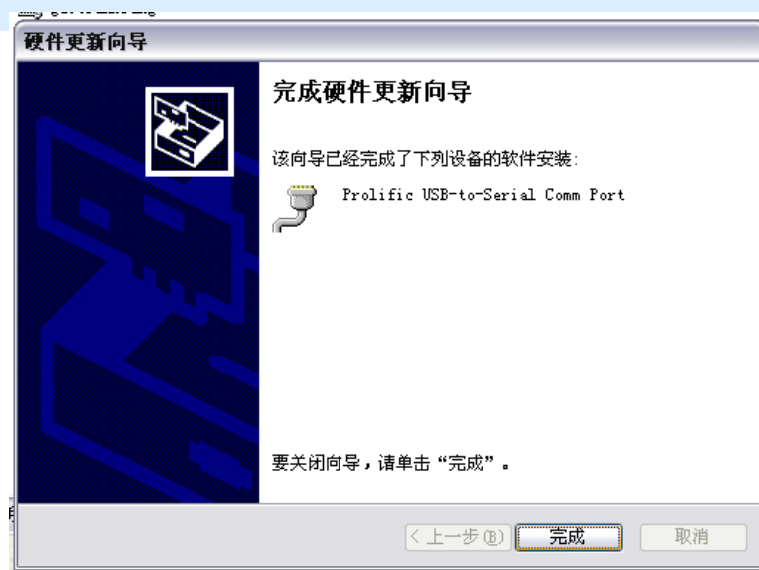 硬件更新向导
完成硬件更新向导
该向导已经完成了下列设备的软件安装:
Prolific USB-to-Serial Comm Port
要关闭向导，请单击“完成”。
< 上一步(B)
完成
取消